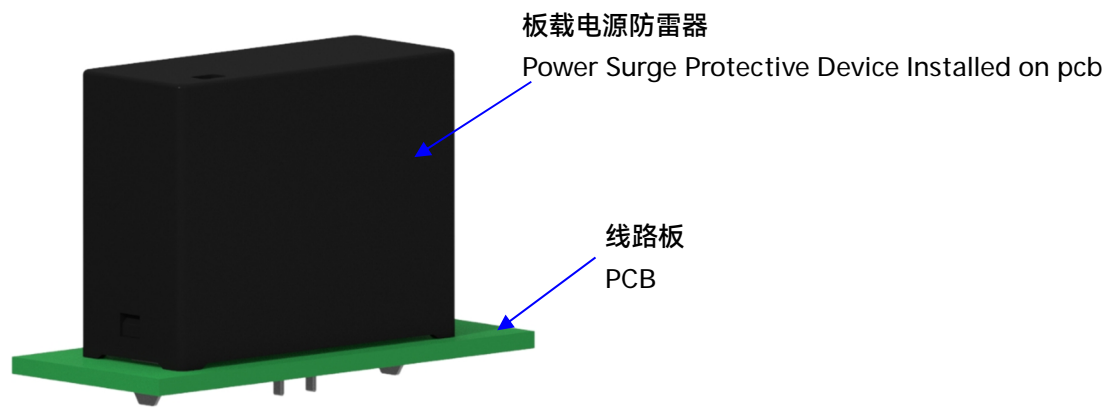 板载电源防雷器
Power Surge Protective Device Installed on pcb
线路板
PCB